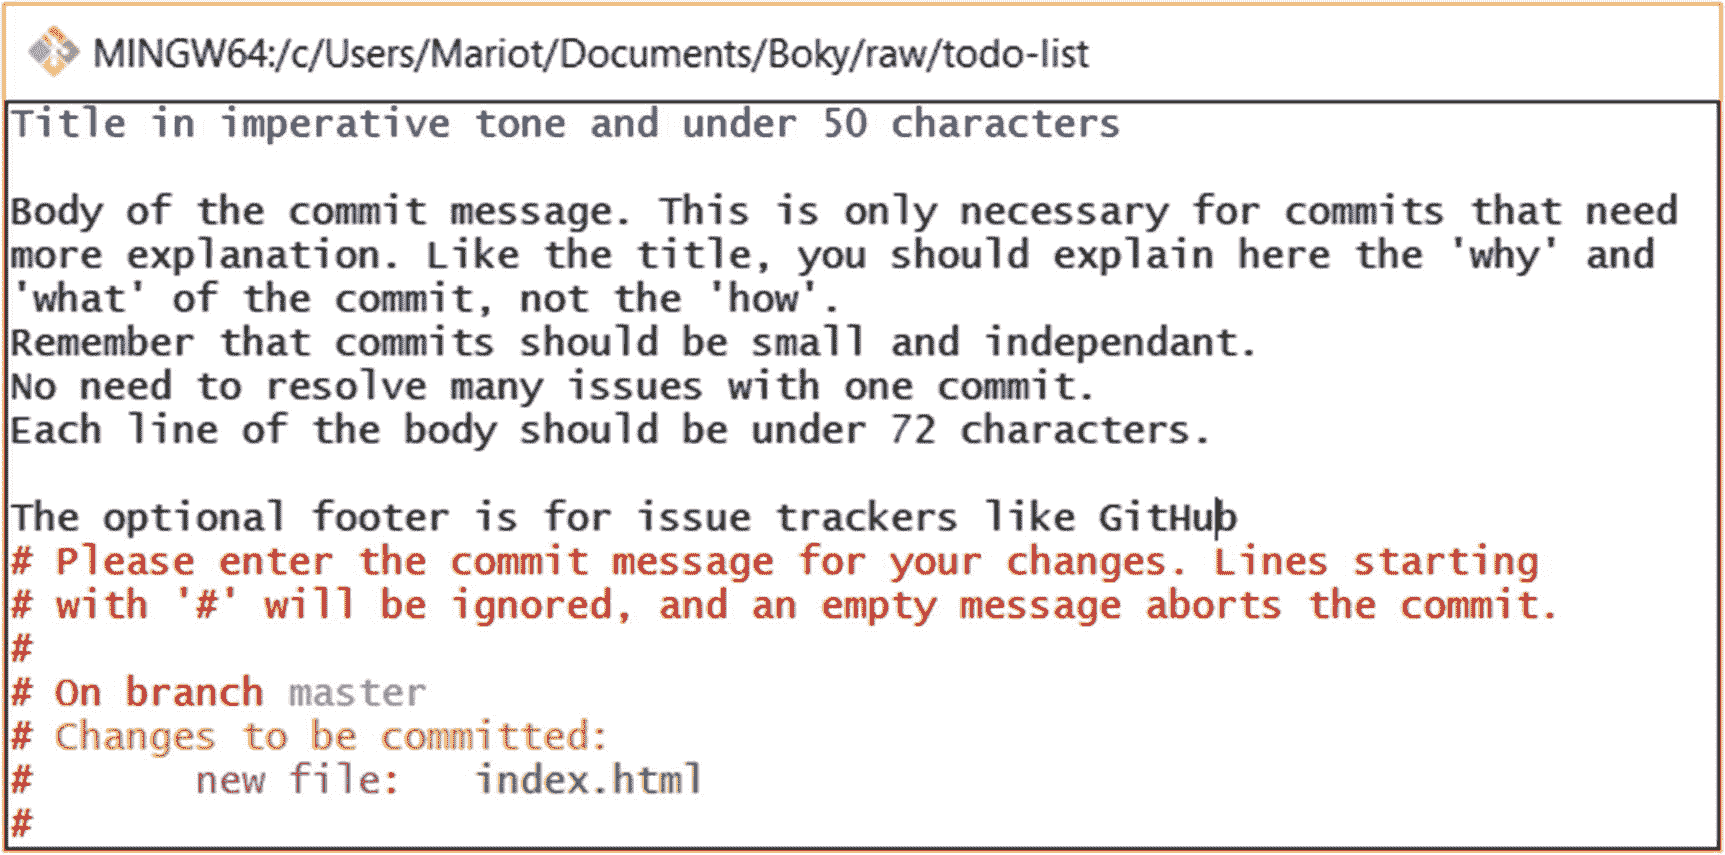 MINGW64:/c/Users/Mariot/Documents/Boky/raw/todo-list
Title in imperative tone and under 50 characters
Body of the commit message. This is only necessary for commits that need
more explanation. Like the title, you should explain here the 'why' and
'what' of the commit, not the 'how'.
Remember that commits should be small and independant.
No need to resolve many issues with one commit.
Each line of the body should be under 72 characters.
The optional footer is for issue trackers like GitHub
# Please enter the commit message for your changes. Lines starting
# with '#' will be ignored, and an empty message aborts the commit.
#
# On branch master
# Changes to be committed:
#       new file:   index.html
#